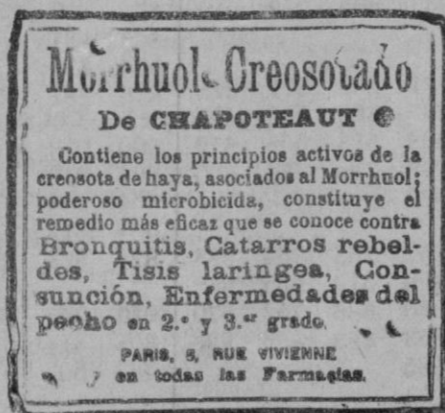 Morrhuol Creosotado
De CHAPOTEAUT
Contiene los principios activos de la
creosota de haya, asociados al Morrhuol;
poderoso microbicida, constituye el
remedio más eficaz que se conoce contra
Bronquitis, Catarros rebel-
des, Tisis laringea, Con-
sunción, Enfermedades del
pecho en 2.º y 3.er grado.
PARIS, 8, RUE VIVIENNE
y en todas las Farmacias.